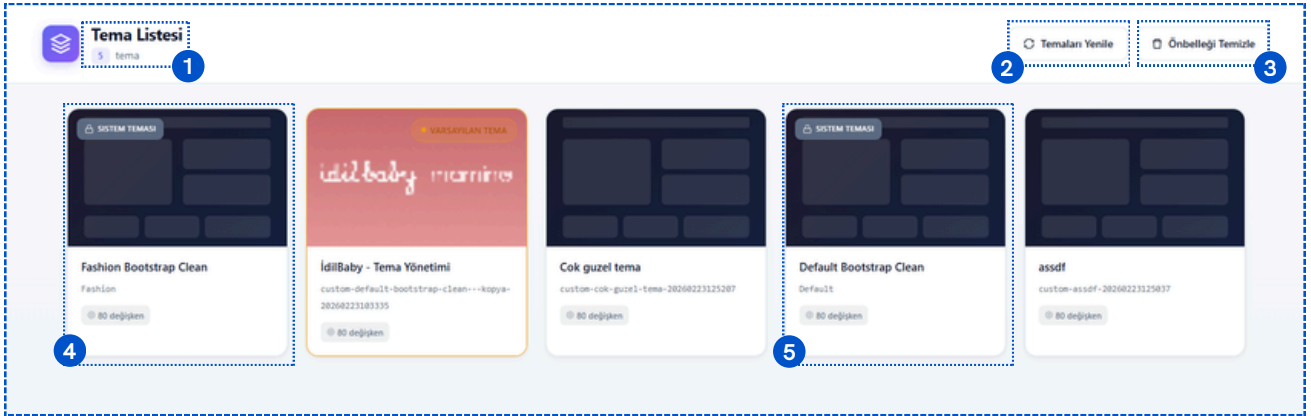 Tema Listesi
5 tema
1
Temaları Yenile
2
Önbelleği Temizle
3
SİSTEM TEMASI
Fashion Bootstrap Clean
Fashion
80 değişken
4
VARSAYILAN TEMA
idilbaby
İdilBaby - Tema Yönetimi
custom-default-bootstrap-clean---kopya-
20260223103335
80 değişken
Cok guzel tema
custom-cok-guzel-tema-20260223125207
80 değişken
SİSTEM TEMASI
Default Bootstrap Clean
Default
80 değişken
5
assdf
custom-assdf-20260223125037
80 değişken